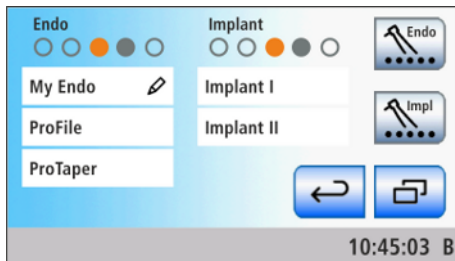 Endo
Implant
Endo
My Endo
Implant I
ProFile
Implant II
Impl
ProTaper
10:45:03 B